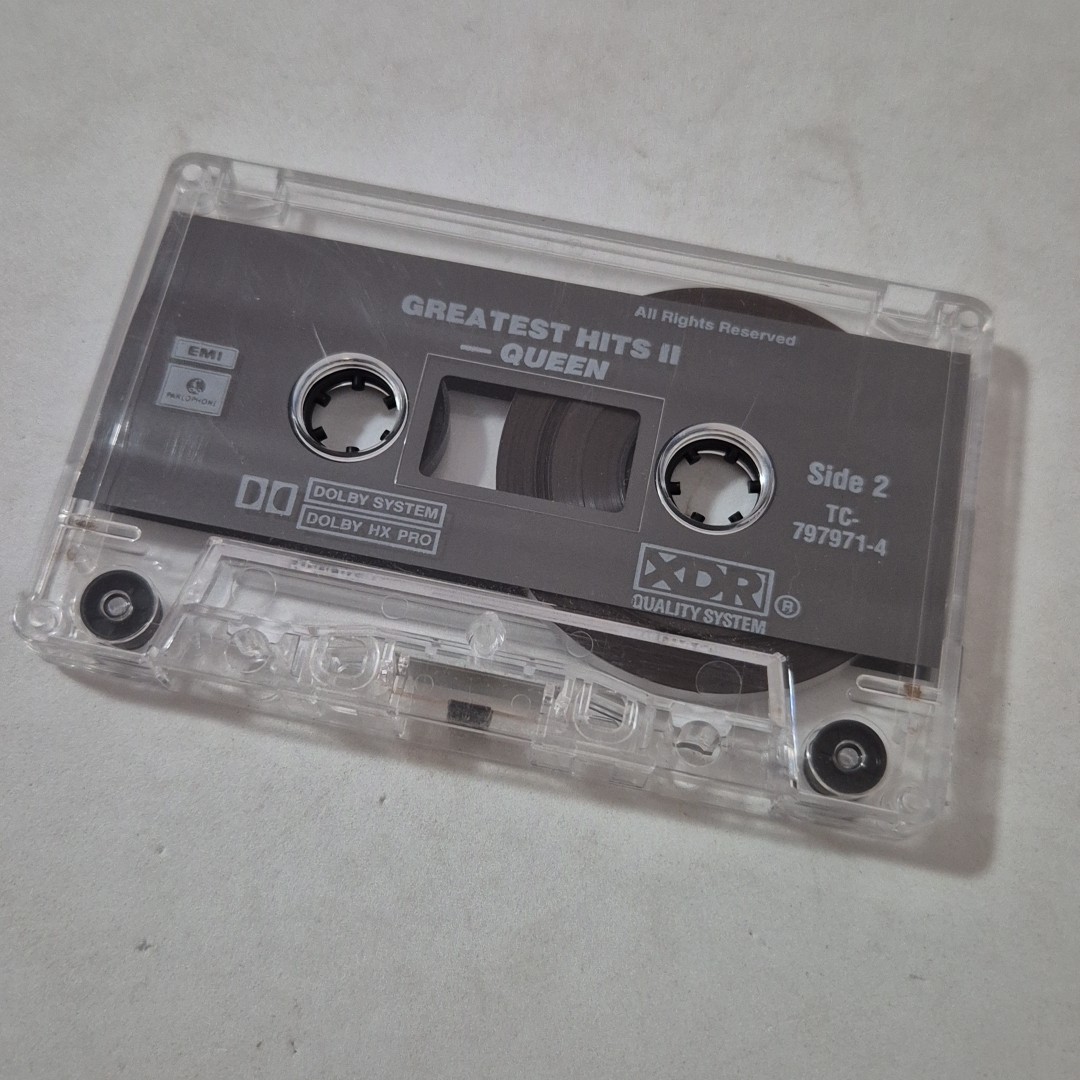 GREATEST HITS II
— QUEEN
All Rights Reserved
EMI
PARLOPHONE
DOLBY SYSTEM
DOLBY HX PRO
Side 2
TC-
797971-4
XDR ®
QUALITY SYSTEM